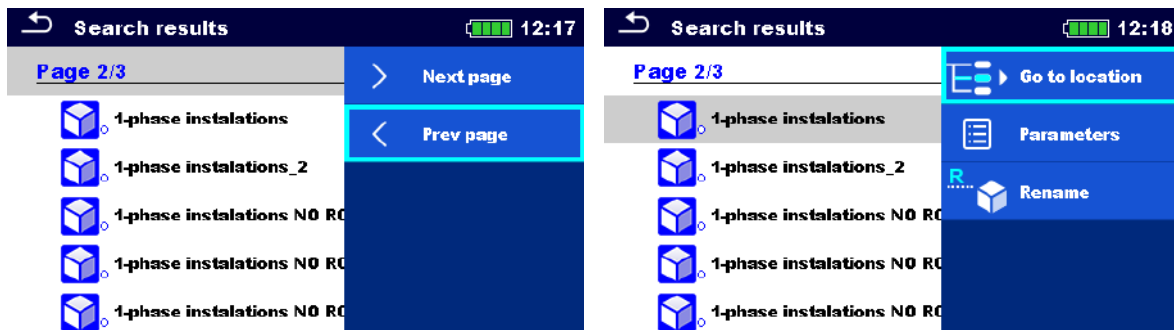 Search results
12:17
Page 2/3
Next page
Prev page
1-phase instalations
1-phase instalations_2
1-phase instalations NO
1-phase instalations NO
1-phase instalations NO
Search results
12:18
Page 2/3
Go to location
Parameters
Rename
1-phase instalations
1-phase instalations_2
1-phase instalations NO
1-phase instalations NO
1-phase instalations NO